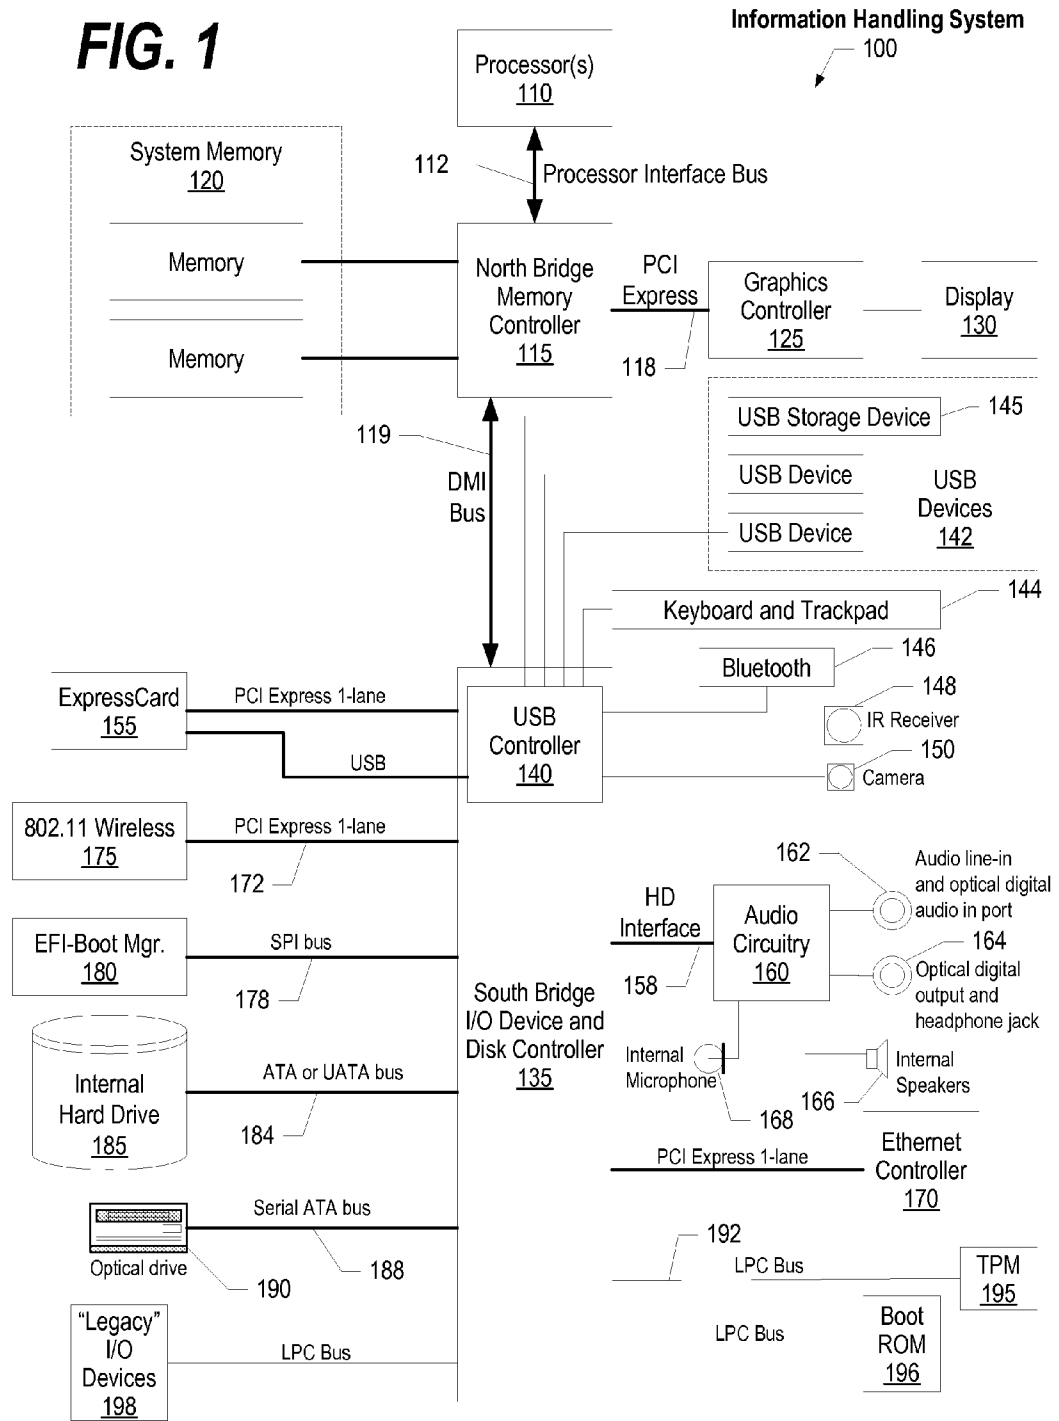 FIG. 1
Information Handling System
100
Processor(s)
110
112
Processor Interface Bus
System Memory
120
Memory
Memory
North Bridge
Memory
Controller
115
PCI
Express
118
Graphics
Controller
125
Display
130
119
DMI
Bus
USB Storage Device
145
USB Device
USB Device
USB
Devices
142
Keyboard and Trackpad
144
Bluetooth
146
148
IR Receiver
150
Camera
ExpressCard
155
PCI Express 1-lane
USB
USB
Controller
140
802.11 Wireless
175
PCI Express 1-lane
172
EFI-Boot Mgr.
180
SPI bus
178
South Bridge
I/O Device and
Disk Controller
135
HD
Interface
158
Audio
Circuitry
160
162
Audio line-in
and optical digital
audio in port
164
Optical digital
output and
headphone jack
Internal
Microphone
168
166
Internal
Speakers
Internal
Hard Drive
185
ATA or UATA bus
184
PCI Express 1-lane
Ethernet
Controller
170
Serial ATA bus
188
Optical drive
190
192
LPC Bus
TPM
195
"Legacy"
I/O
Devices
198
LPC Bus
LPC Bus
Boot
ROM
196